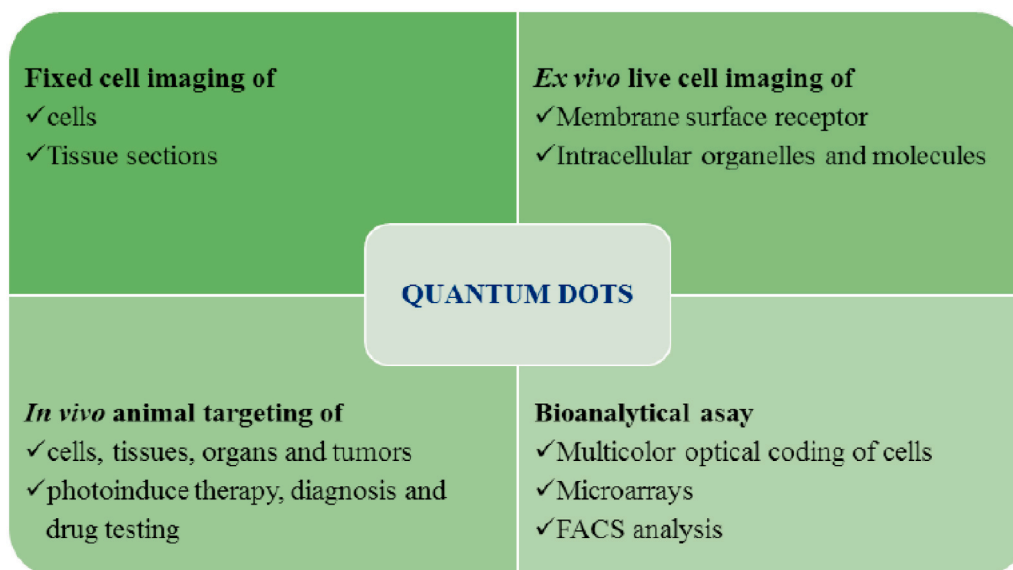 Fixed cell imaging of
✓cells
✓Tissue sections
Ex vivo live cell imaging of
✓Membrane surface receptor
✓Intracellular organelles and molecules
QUANTUM DOTS
In vivo animal targeting of
✓cells, tissues, organs and tumors
✓photoinduce therapy, diagnosis and
drug testing
Bioanalytical asay
✓Multicolor optical coding of cells
✓Microarrays
✓FACS analysis